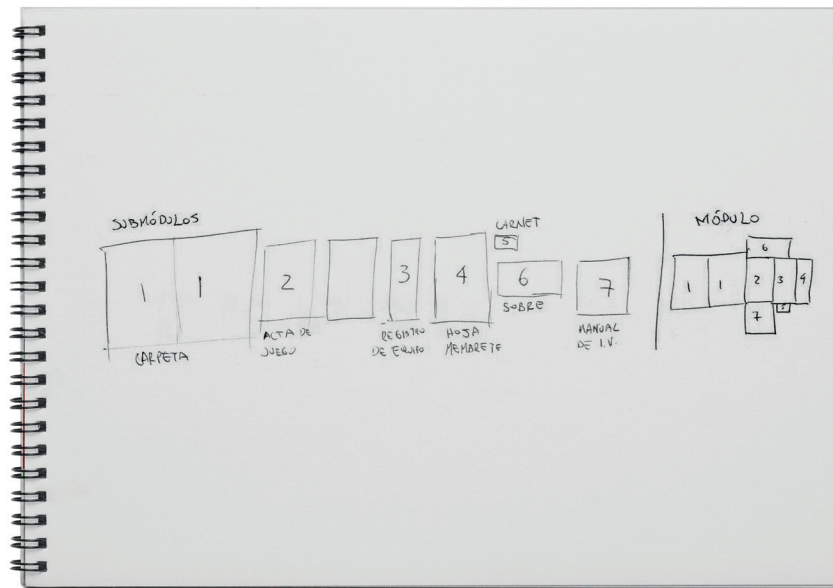 SUBMÓDULOS
1 1
CARPETA
2
ACTA DE
JUEGO
3
REGISTRO
DE EQUIPO
4
HOJA
MEMBRETE
CARNET
5
6
SOBRE
7
MANUAL
DE I.V.
MÓDULO
6
1 1 2 3 4
5
7